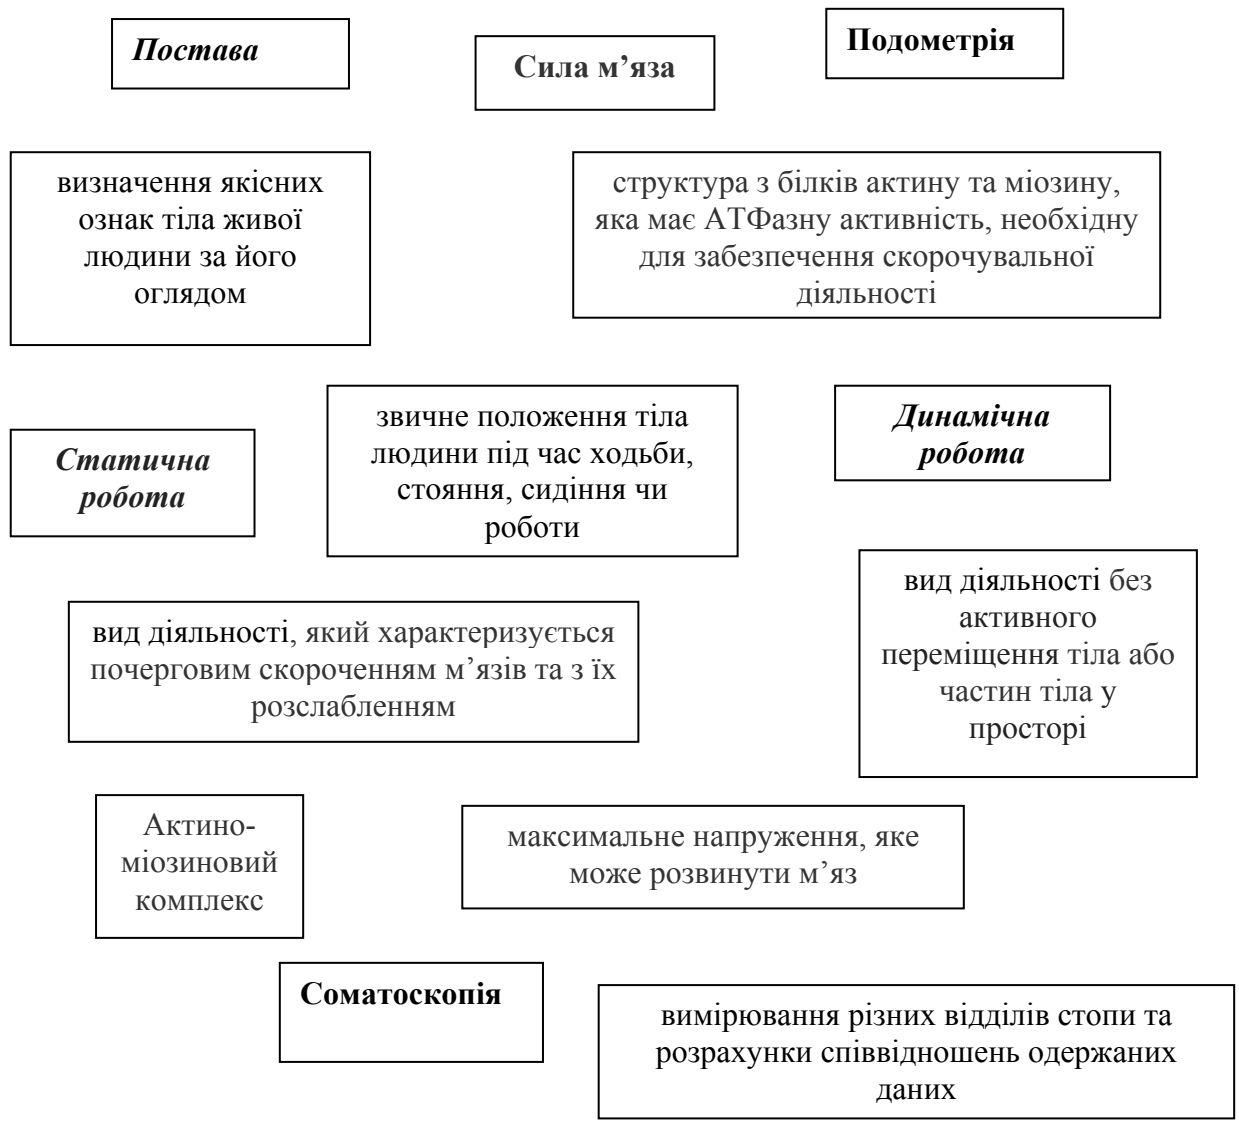 Постава
Сила м’яза
Подометрія
визначення якісних
ознак тіла живої
людини за його
оглядом
структура з білків актину та міозину,
яка має АТФазну активність, необхідну
для забезпечення скорочувальної
діяльності
Статична
робота
звичне положення тіла
людини під час ходьби,
стояння, сидіння чи
роботи
Динамічна
робота
вид діяльності, який характеризується
почерговим скороченням м’язів та з їх
розслабленням
вид діяльності без
активного
переміщення тіла або
частин тіла у
просторі
Актино-
міозиновий
комплекс
максимальне напруження, яке
може розвинути м’яз
Соматоскопія
вимірювання різних відділів стопи та
розрахунки співвідношень одержаних
даних